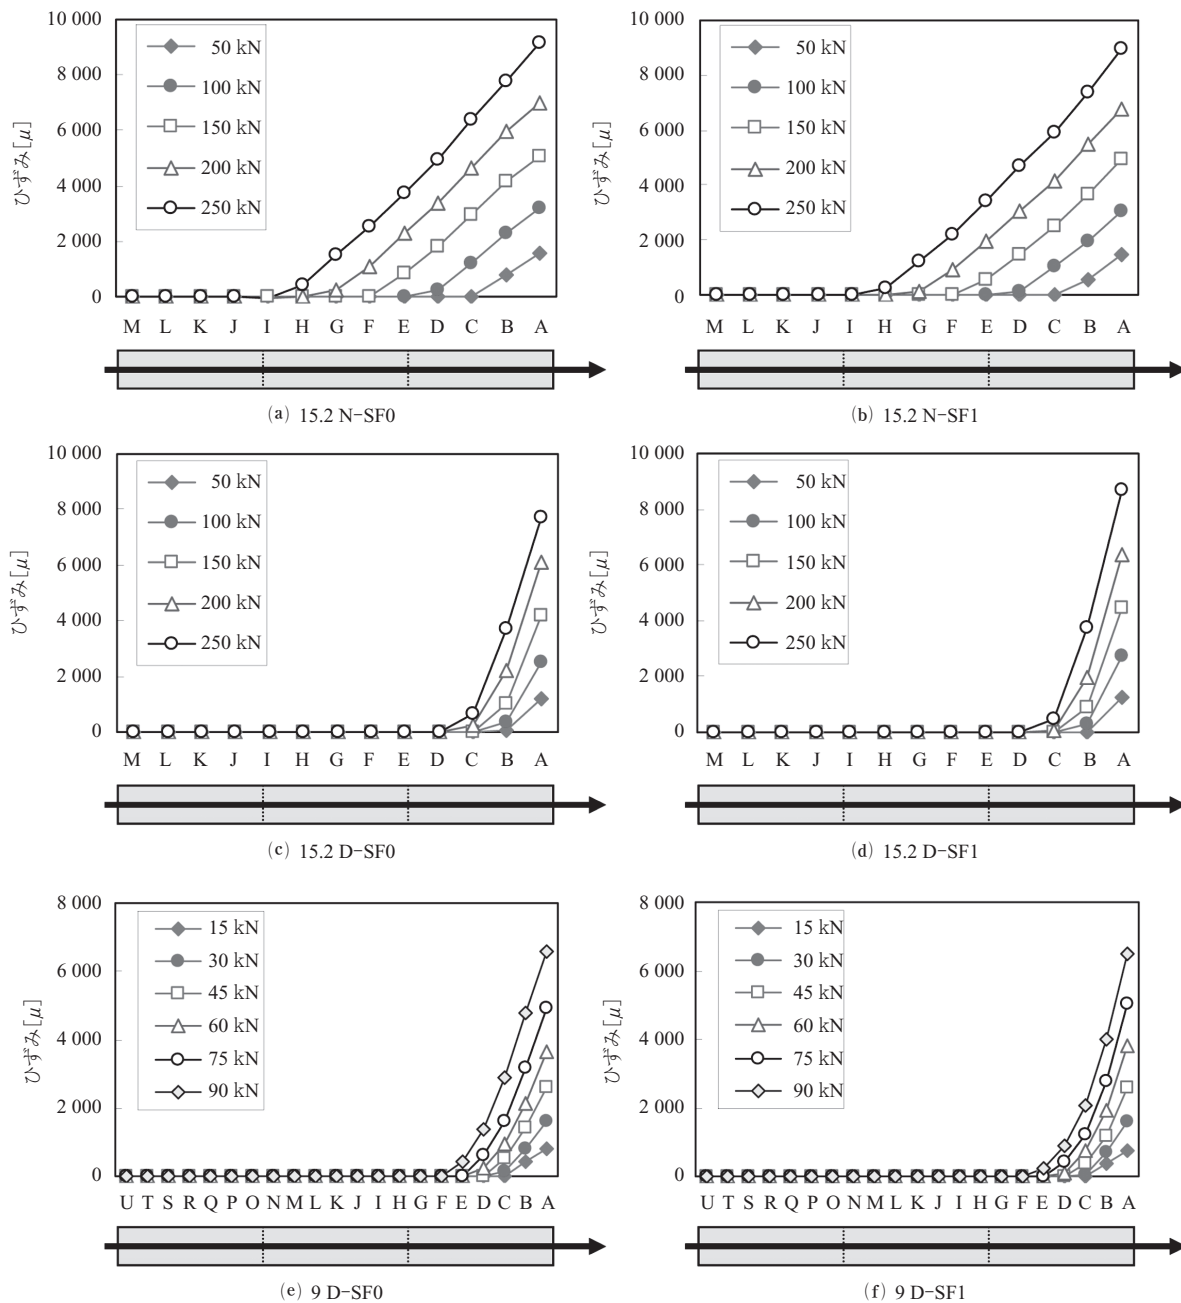 10 000
8 000
6 000
4 000
2 000
0
ひずみ[μ]
50 kN
100 kN
150 kN
200 kN
250 kN
M L K J I H G F E D C B A
(a) 15.2 N-SF0
10 000
8 000
6 000
4 000
2 000
0
ひずみ[μ]
50 kN
100 kN
150 kN
200 kN
250 kN
M L K J I H G F E D C B A
(b) 15.2 N-SF1
10 000
8 000
6 000
4 000
2 000
0
ひずみ[μ]
50 kN
100 kN
150 kN
200 kN
250 kN
M L K J I H G F E D C B A
(c) 15.2 D-SF0
10 000
8 000
6 000
4 000
2 000
0
ひずみ[μ]
50 kN
100 kN
150 kN
200 kN
250 kN
M L K J I H G F E D C B A
(d) 15.2 D-SF1
8 000
6 000
4 000
2 000
0
ひずみ[μ]
15 kN
30 kN
45 kN
60 kN
75 kN
90 kN
U T S R Q P O N M L K J I H G F E D C B A
(e) 9 D-SF0
8 000
6 000
4 000
2 000
0
ひずみ[μ]
15 kN
30 kN
45 kN
60 kN
75 kN
90 kN
U T S R Q P O N M L K J I H G F E D C B A
(f) 9 D-SF1